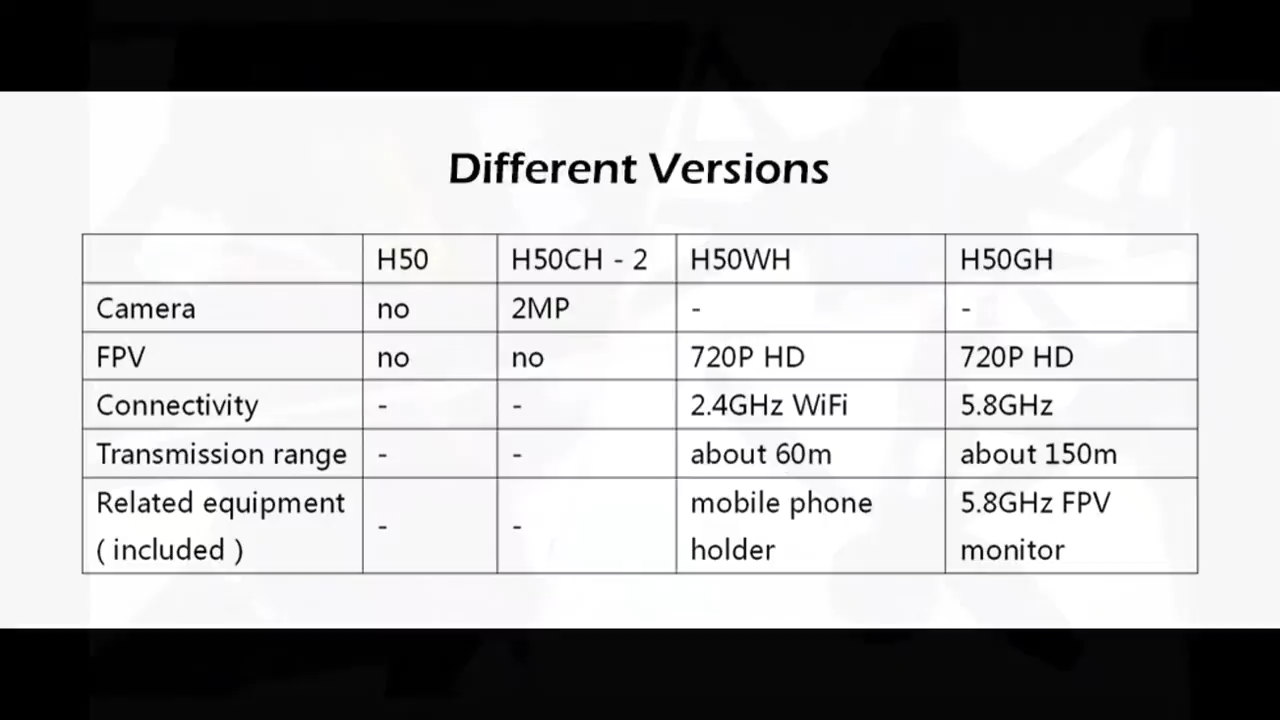 Different Versions
H50 H50CH - 2 H50WH H50GH
Camera no 2MP - -
FPV no no 720P HD 720P HD
Connectivity - - 2.4GHz WiFi 5.8GHz
Transmission range - - about 60m about 150m
Related equipment - - mobile phone 5.8GHz FPV
( included ) holder monitor